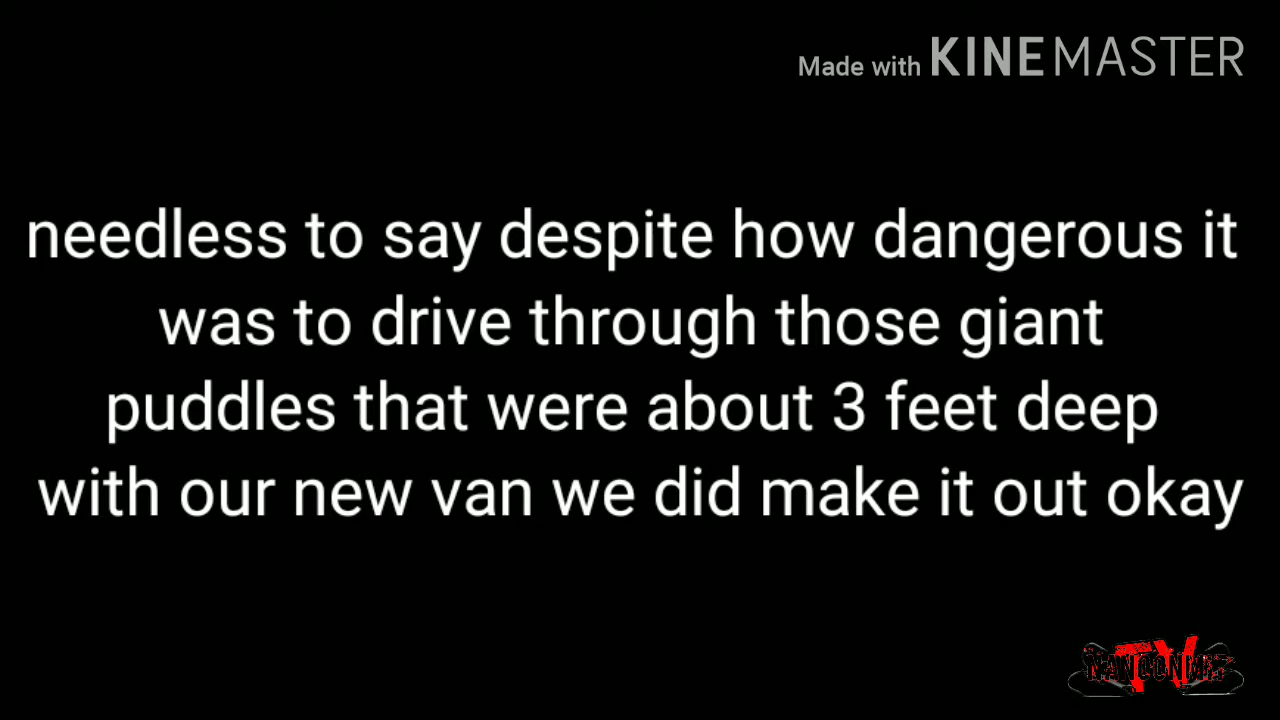 Made with KINEMASTER
needless to say despite how dangerous it
was to drive through those giant
puddles that were about 3 feet deep
with our new van we did make it out okay
TV